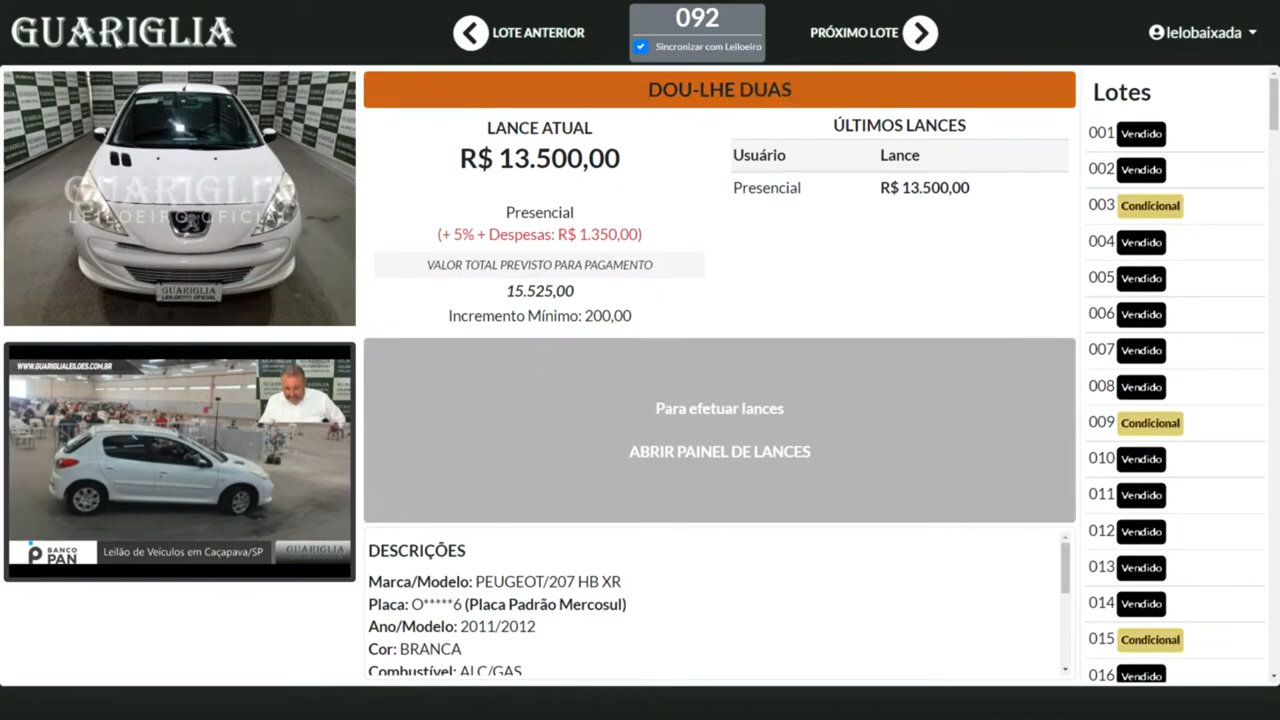 GUARIGLIA
LOTE ANTERIOR
092
Sincronizar com Leiloeiro
PRÓXIMO LOTE
lelobaixada
GUARIGLIA
LEILOEIRO OFICIAL
GUARIGLIA
LEILOEIRO OFICIAL
DOU-LHE DUAS
LANCE ATUAL
R$ 13.500,00
Presencial
(+ 5% + Despesas: R$ 1.350,00)
VALOR TOTAL PREVISTO PARA PAGAMENTO
15.525,00
Incremento Mínimo: 200,00
ÚLTIMOS LANCES
Usuário Lance
Presencial R$ 13.500,00
WWW.GUARIGLIALEILOES.COM.BR
BANCO
PAN
Leilão de Veículos em Caçapava/SP
GUARIGLIA
Para efetuar lances
ABRIR PAINEL DE LANCES
DESCRIÇÕES
Marca/Modelo: PEUGEOT/207 HB XR
Placa: O*****6 (Placa Padrão Mercosul)
Ano/Modelo: 2011/2012
Cor: BRANCA
Combustível: ALC/GAS
Lotes
001 Vendido
002 Vendido
003 Condicional
004 Vendido
005 Vendido
006 Vendido
007 Vendido
008 Vendido
009 Condicional
010 Vendido
011 Vendido
012 Vendido
013 Vendido
014 Vendido
015 Condicional
016 Vendido